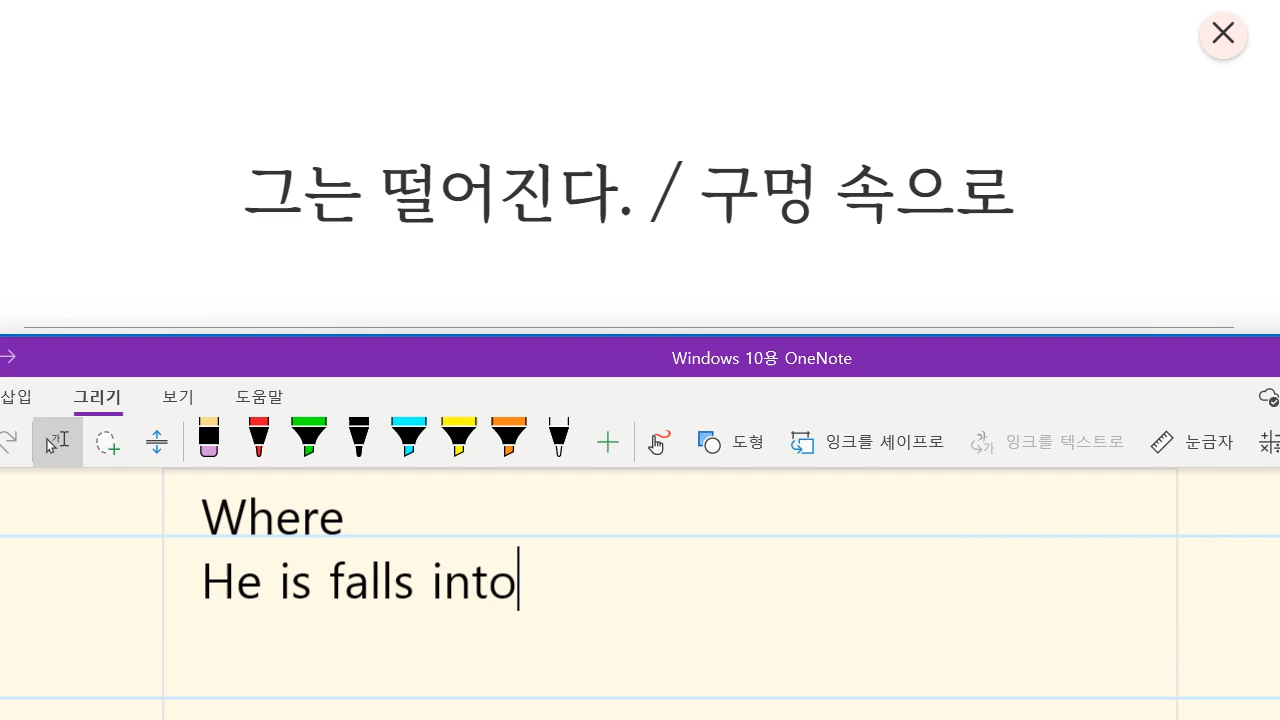 그는 떨어진다. / 구멍 속으로
Windows 10용 OneNote
삽입 그리기 보기 도움말
도형 잉크를 셰이프로 잉크를 텍스트로 눈금자
Where
He is falls into